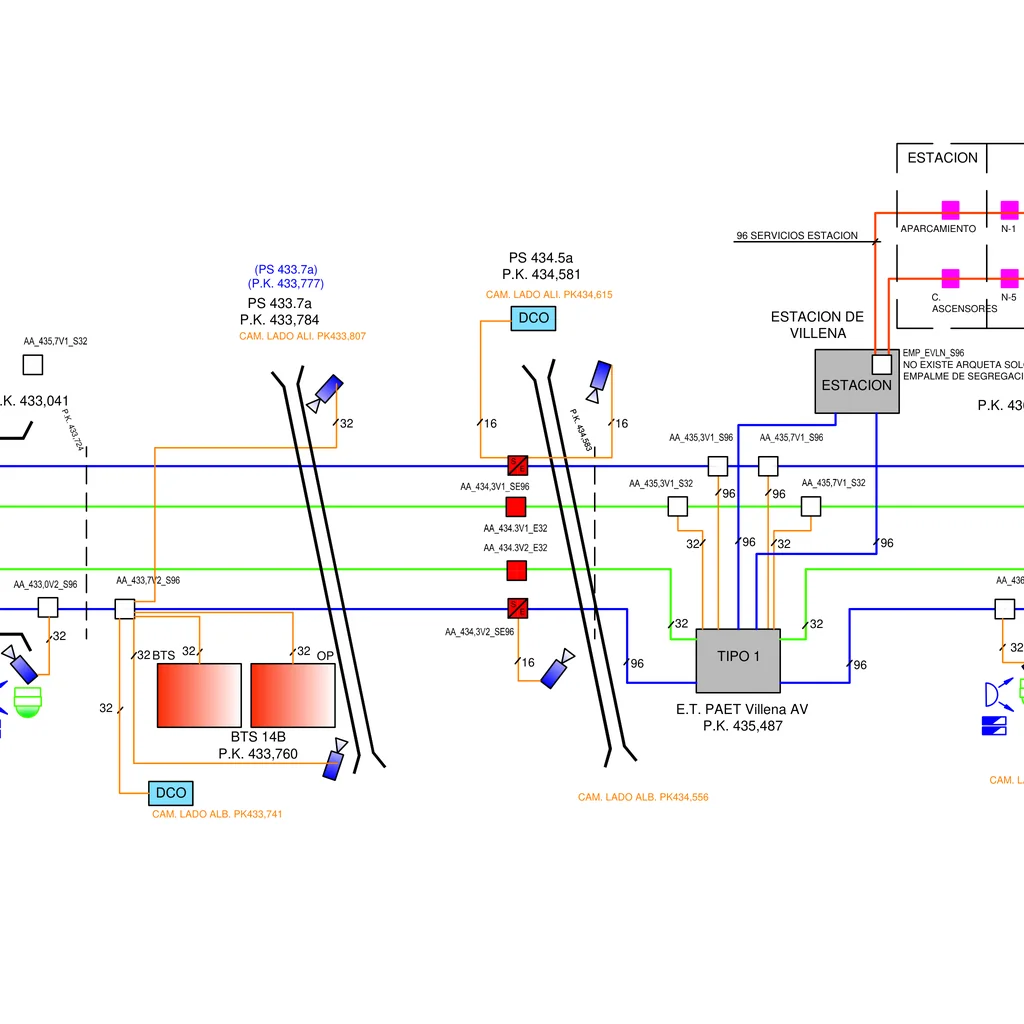 ESTACION
APARCAMIENTO
N-1
96 SERVICIOS ESTACION
C.
ASCENSORES
N-5
PS 434.5a
P.K. 434,581
CAM. LADO ALI. PK434,615
DCO
(PS 433.7a)
(P.K. 433,777)
PS 433.7a
P.K. 433,784
CAM. LADO ALI. PK433,807
ESTACION DE
VILLENA
EMP_EVLN_S96
NO EXISTE ARQUETA SOL
EMPALME DE SEGREGACI
ESTACION
AA_435,7V1_S32
.K. 433,041
P.K. 433,724
P.K. 43
32
16
P.K. 434,583
16
AA_435,3V1_S96
AA_435,7V1_S96
S/E
AA_434,3V1_SE96
AA_435,3V1_S32
AA_435,7V1_S32
96
96
AA_434.3V1_E32
AA_434.3V2_E32
32
96
32
96
AA_433,0V2_S96
AA_433,7V2_S96
AA_436
S/E
AA_434,3V2_SE96
32
32
BTS
32
32
OP
16
96
32
32
96
32
TIPO 1
32
E.T. PAET Villena AV
P.K. 435,487
BTS 14B
P.K. 433,760
DCO
CAM. LADO ALB. PK433,741
CAM. LADO ALB. PK434,556
CAM. L